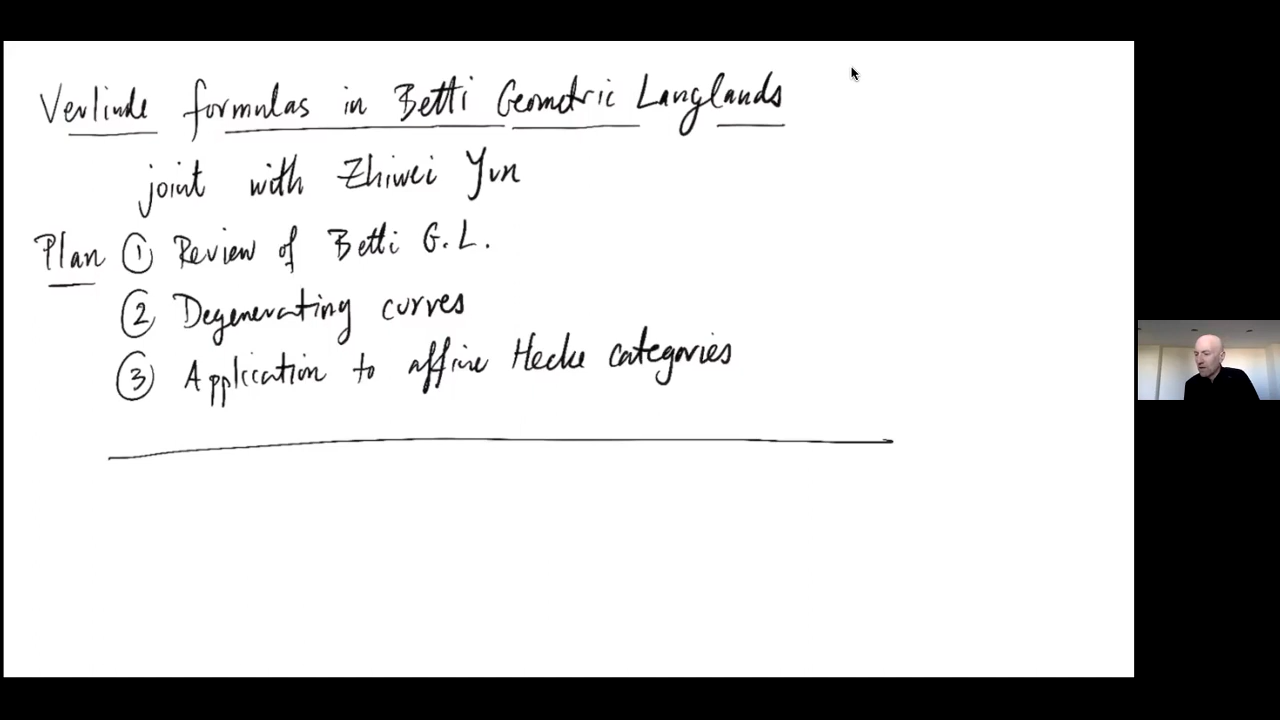 Verlinde formulas in Betti Geometric Langlands
joint with Zhiwei Yun
Plan ① Review of Betti G.L.
② Degenerating curves
③ Application to affine Hecke categories